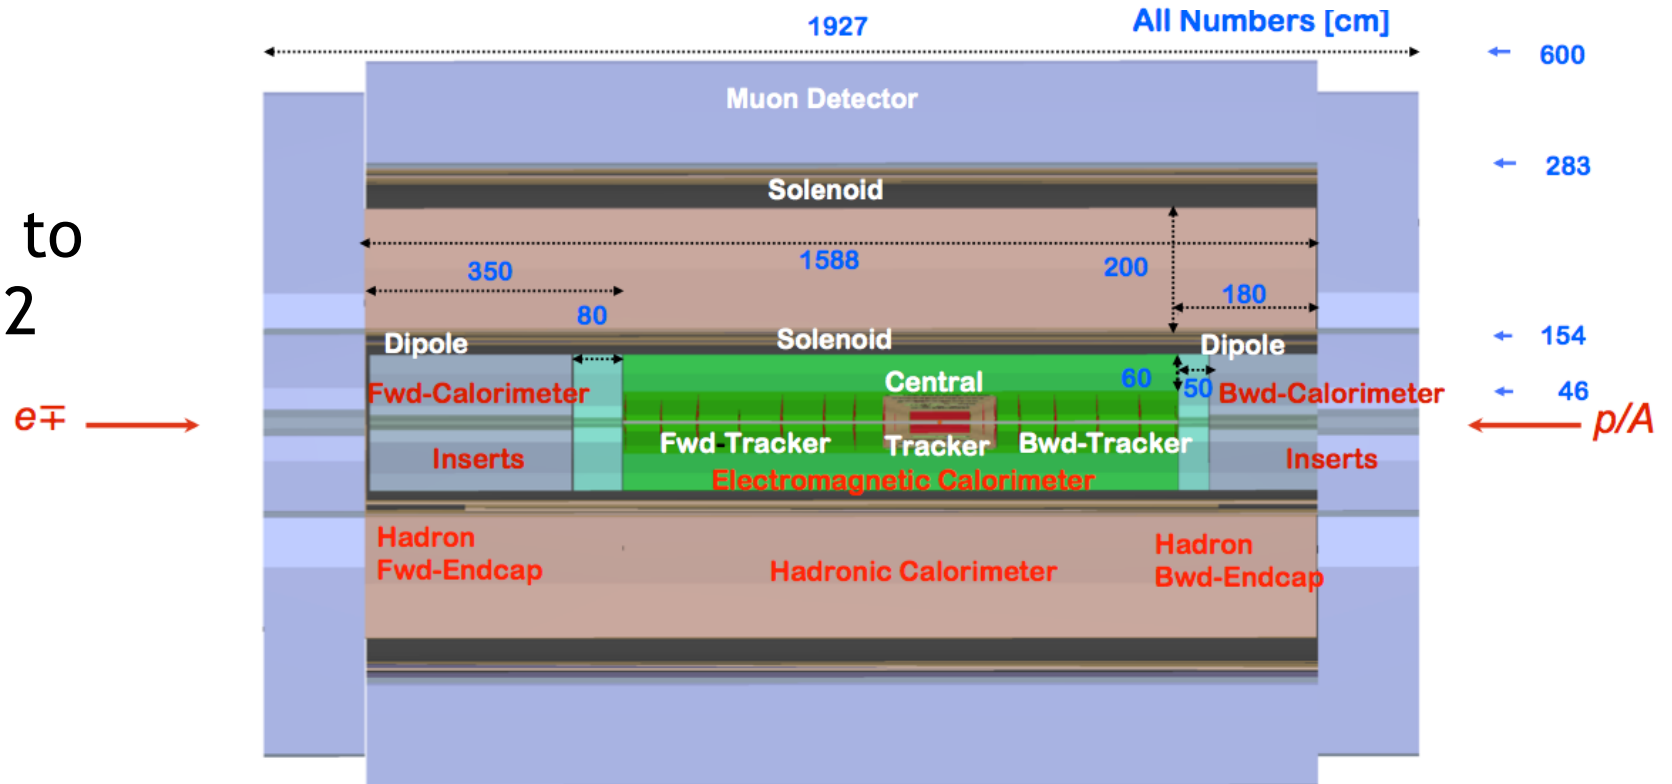 1927
All Numbers [cm]
600
Muon Detector
283
Solenoid
to
1588
350
200
180
80
2
Dipole
Solenoid
Dipole
154
Fwd-Calorimeter
Central
60
50
Bwd-Calorimeter
46
e∓
p/A
Fwd-Tracker
Tracker
Bwd-Tracker
Inserts
Inserts
Electromagnetic Calorimeter
Hadron
Fwd-Endcap
Hadronic Calorimeter
Hadron
Bwd-Endcap